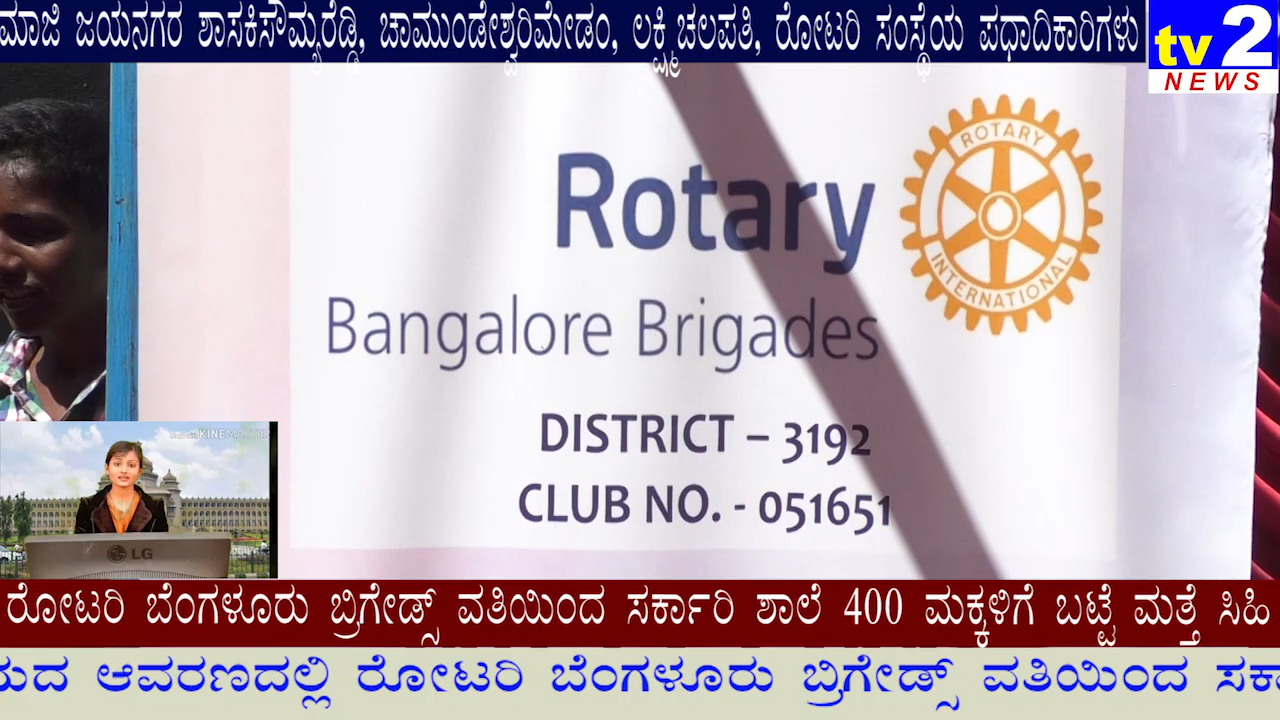 ಮಾಜಿ ಜಯನಗರ ಶಾಸಕಿಸೌಮ್ಯರೆಡ್ಡಿ, ಚಾಮುಂಡೇಶ್ವರಿಮೇಡಂ, ಲಕ್ಷ್ಮಿಚಲಪತಿ, ರೋಟರಿ ಸಂಸ್ಥೆಯ ಪಧಾದಿಕಾರಿಗಳು
tv2
NEWS
ROTARY
INTERNATIONAL
Rotary
Bangalore Brigades
DISTRICT – 3192
CLUB NO. - 051651
KINEMASTER
LG
ರೋಟರಿ ಬೆಂಗಳೂರು ಬ್ರಿಗೇಡ್ಸ್ ವತಿಯಿಂದ ಸರ್ಕಾರಿ ಶಾಲೆ 400 ಮಕ್ಕಳಿಗೆ ಬಟ್ಟೆ ಮತ್ತೆ ಸಿಹಿ
ಆವರಣದಲ್ಲಿ ರೋಟರಿ ಬೆಂಗಳೂರು ಬ್ರಿಗೇಡ್ಸ್ ವತಿಯಿಂದ